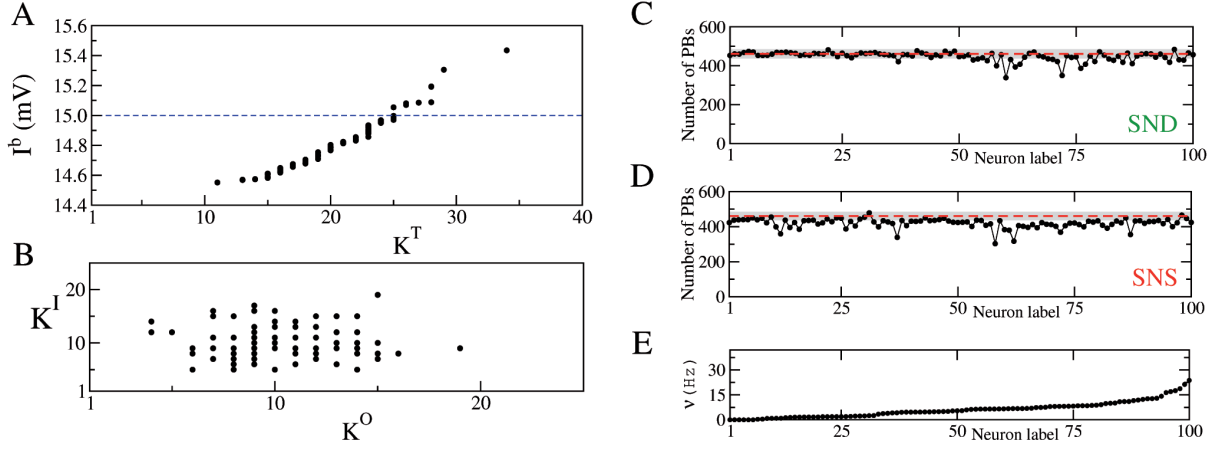 A
15.6
15.4
15.2
15.0
14.8
14.6
14.4
I^b (mV)
1
10
20
30
40
K^T
B
20
10
1
K^I
1
10
20
K^O
C
600
400
200
0
Number of PBs
SND
1
25
50
Neuron label
75
100
D
600
400
200
0
Number of PBs
SNS
1
25
50
Neuron label
75
100
E
30
15
0
ν (Hz)
1
25
50
Neuron label
75
100